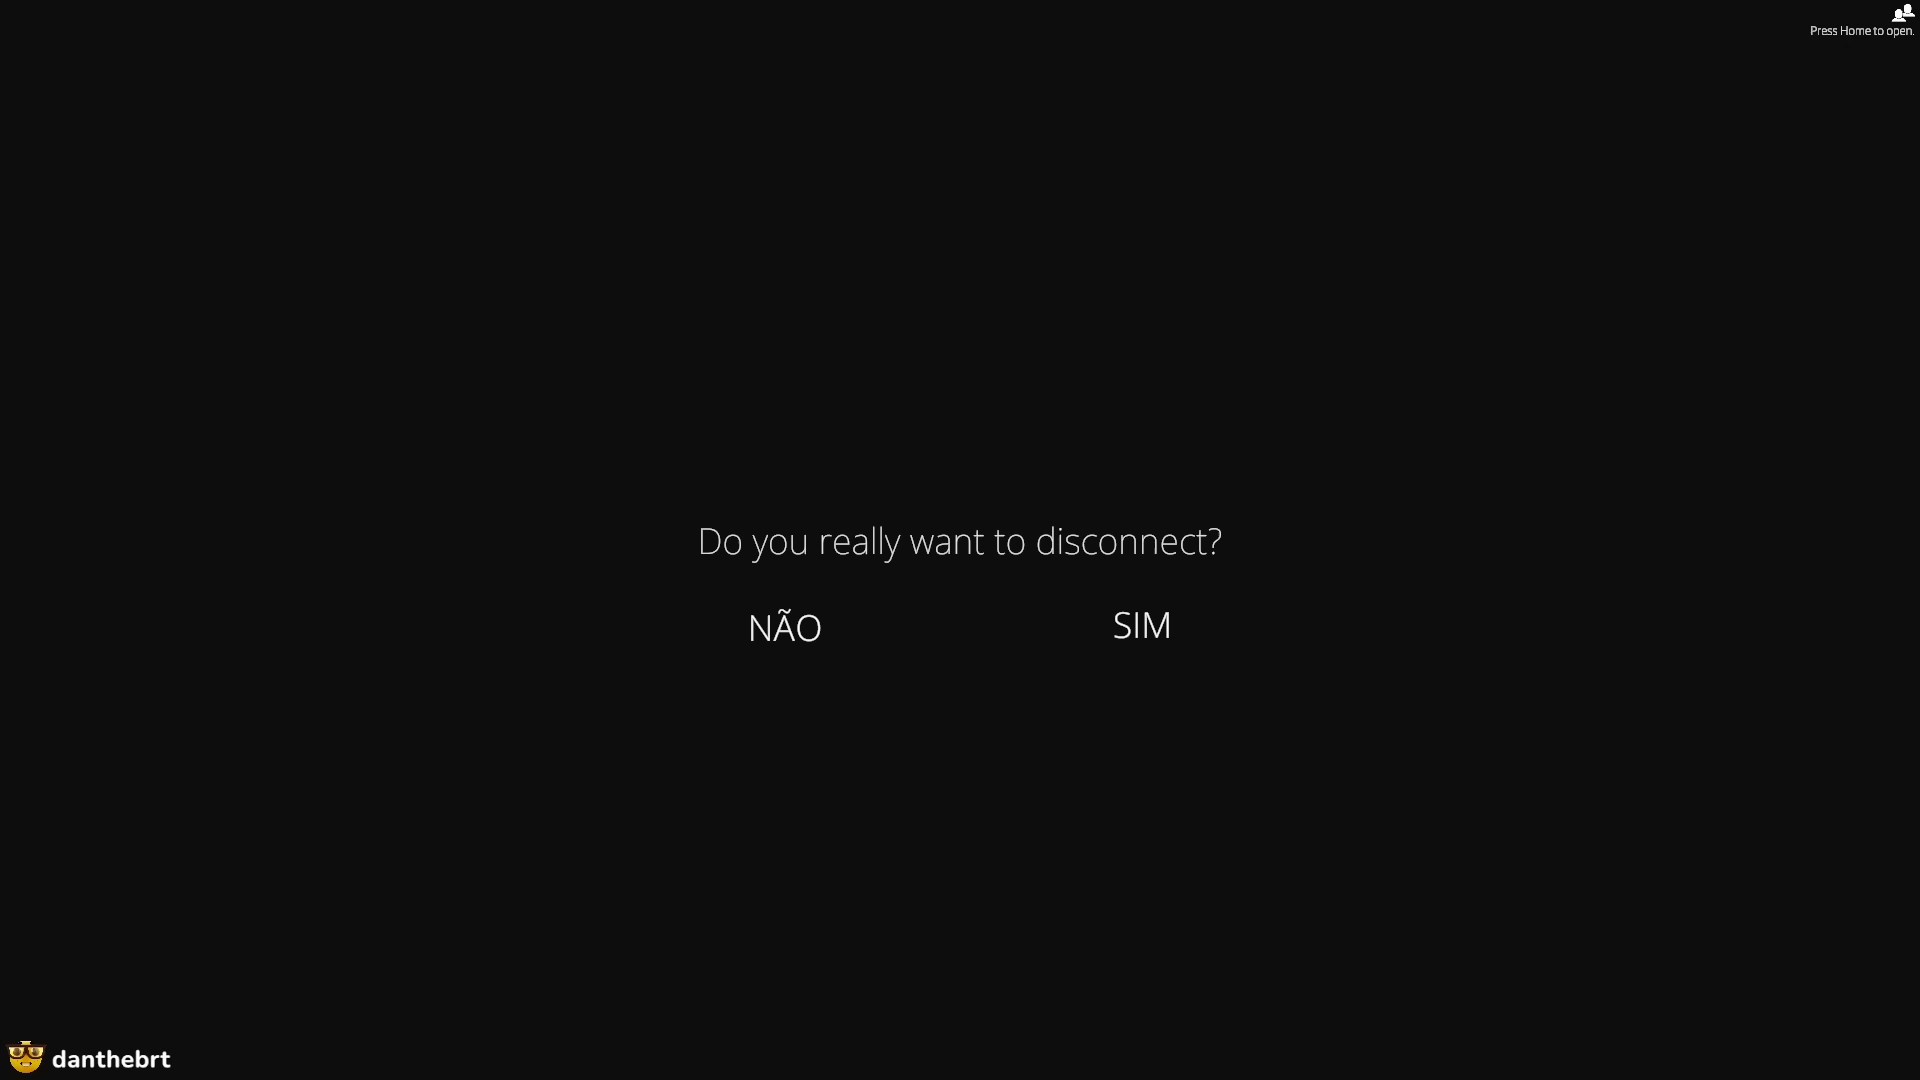 Press Home to open.
Do you really want to disconnect?
NÃO SIM
danthebrt